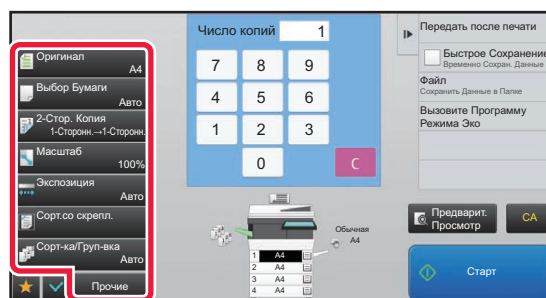 Оригинал
A4
Выбор Бумаги
Авто
2-Стор. Копия
1-Сторонн.→1-Сторонн.
Масштаб
100%
Экспозиция
Авто
Сорт.со скрепл.
Сорт-ка/Груп-вка
Авто
Прочие
Число копий 1
7 8 9
4 5 6
1 2 3
0 C
Обычная
A4
1 A4
2 A4
3 A4
4 A4
Передать после печати
Быстрое Сохранение
Временно Сохран. Данные
Файл
Сохранить Данные в Папке
Вызовите Программу
Режима Эко
Предварит.
Просмотр
CA
Старт